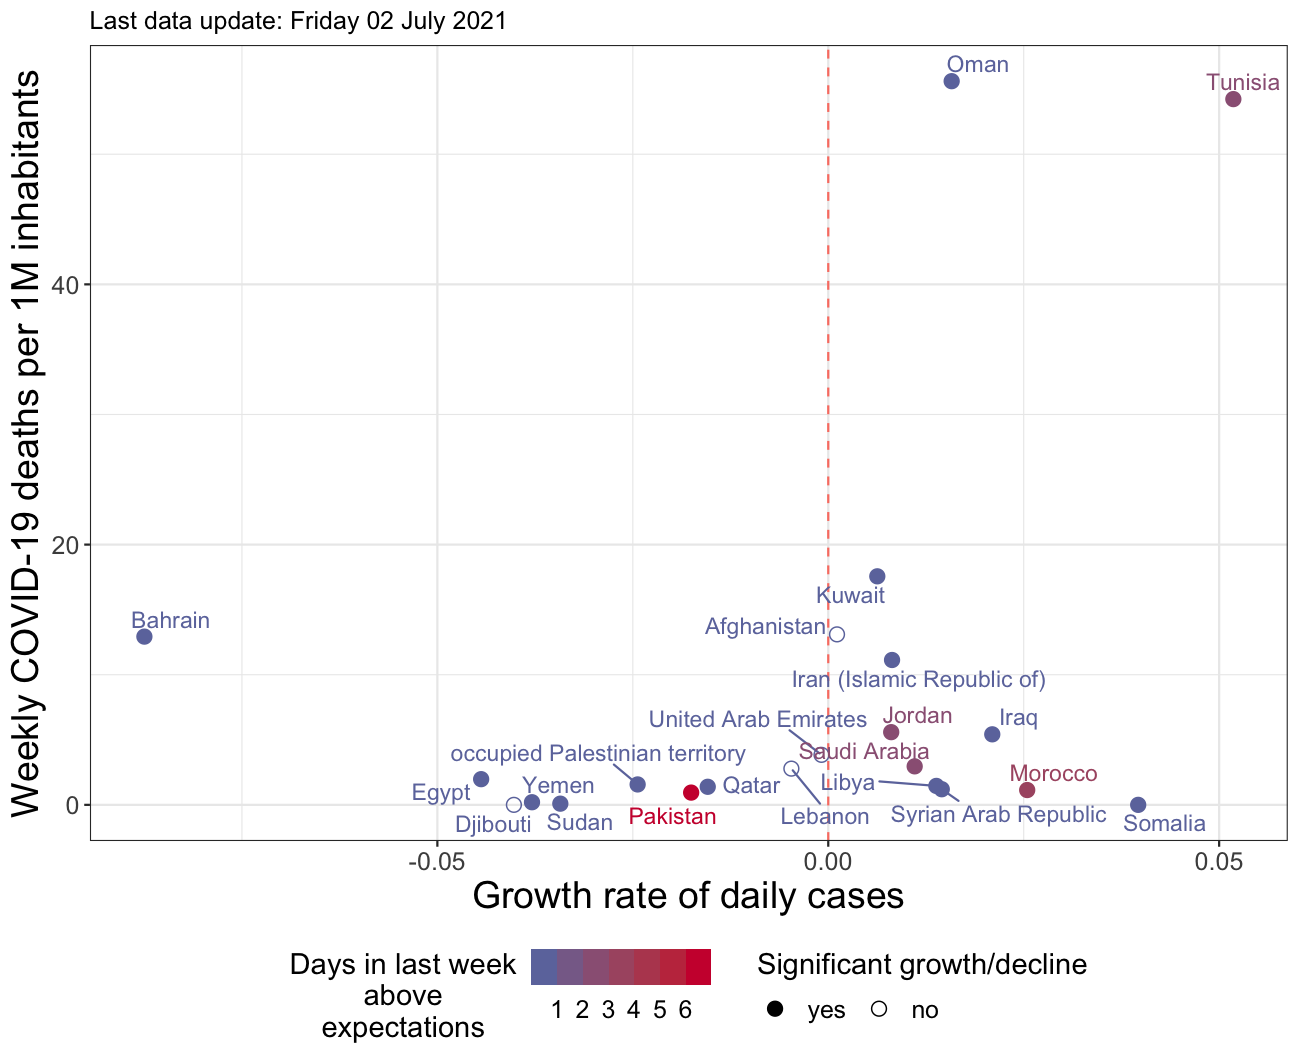 Last data update: Friday 02 July 2021
Weekly COVID-19 deaths per 1M inhabitants
40
20
0
Oman
Tunisia
Kuwait
Bahrain
Afghanistan
Iran (Islamic Republic of)
Jordan
Iraq
United Arab Emirates
Saudi Arabia
occupied Palestinian territory
Morocco
Egypt
Yemen
Qatar
Libya
Djibouti
Sudan
Pakistan
Lebanon
Syrian Arab Republic
Somalia
-0.05
0.00
0.05
Growth rate of daily cases
Days in last week
above
expectations
1 2 3 4 5 6
Significant growth/decline
yes
no